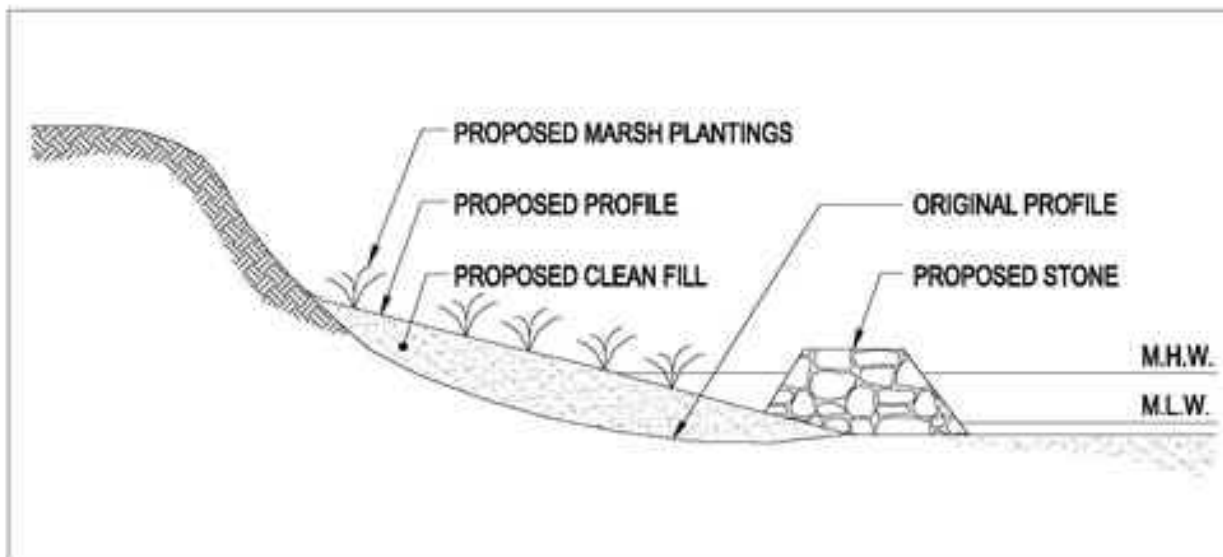 PROPOSED MARSH PLANTINGS
PROPOSED PROFILE
ORIGINAL PROFILE
PROPOSED CLEAN FILL
PROPOSED STONE
M.H.W.
M.L.W.